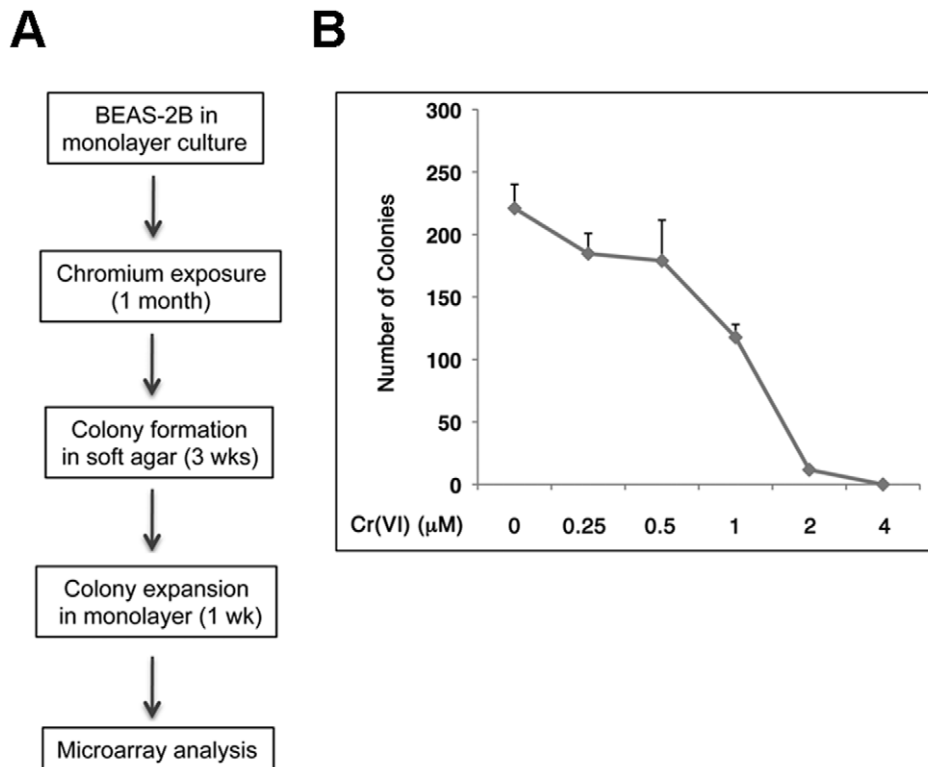 A
BEAS-2B in
monolayer culture
Chromium exposure
(1 month)
Colony formation
in soft agar (3 wks)
Colony expansion
in monolayer (1 wk)
Microarray analysis
B
Number of Colonies
300
250
200
150
100
50
0
Cr(VI) (μM) 0 0.25 0.5 1 2 4